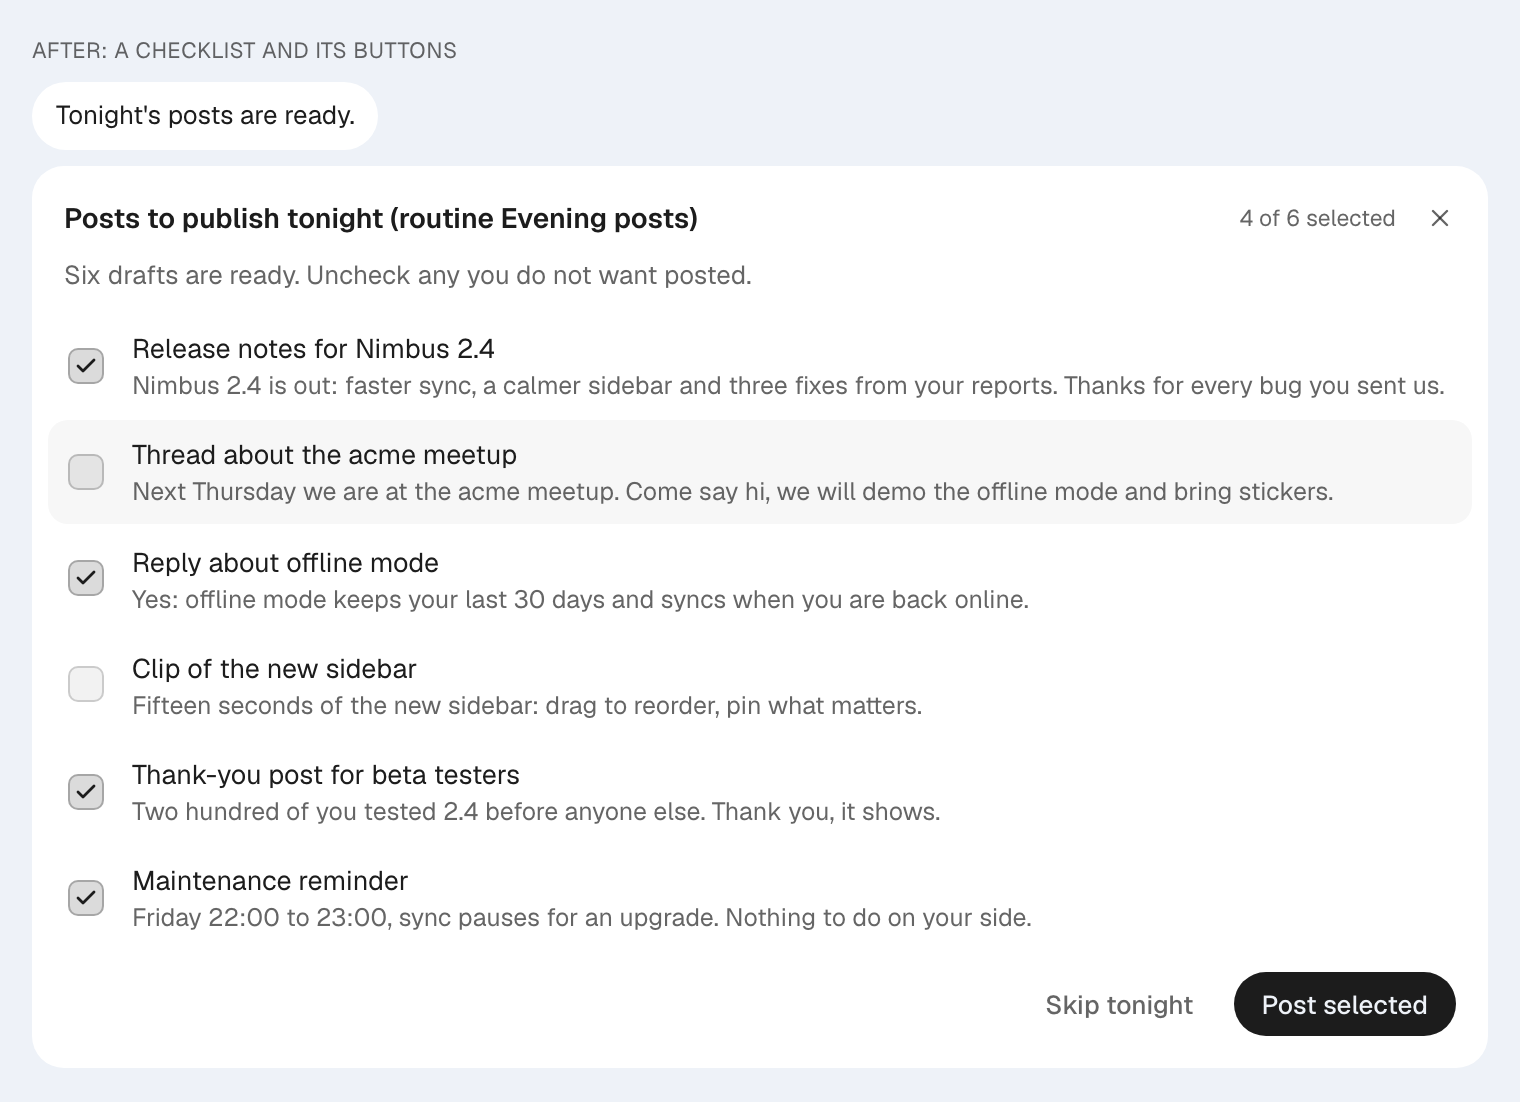 AFTER: A CHECKLIST AND ITS BUTTONS
Tonight's posts are ready.
Posts to publish tonight (routine Evening posts)
4 of 6 selected
Six drafts are ready. Uncheck any you do not want posted.
Release notes for Nimbus 2.4
Nimbus 2.4 is out: faster sync, a calmer sidebar and three fixes from your reports. Thanks for every bug you sent us.
Thread about the acme meetup
Next Thursday we are at the acme meetup. Come say hi, we will demo the offline mode and bring stickers.
Reply about offline mode
Yes: offline mode keeps your last 30 days and syncs when you are back online.
Clip of the new sidebar
Fifteen seconds of the new sidebar: drag to reorder, pin what matters.
Thank-you post for beta testers
Two hundred of you tested 2.4 before anyone else. Thank you, it shows.
Maintenance reminder
Friday 22:00 to 23:00, sync pauses for an upgrade. Nothing to do on your side.
Skip tonight
Post selected